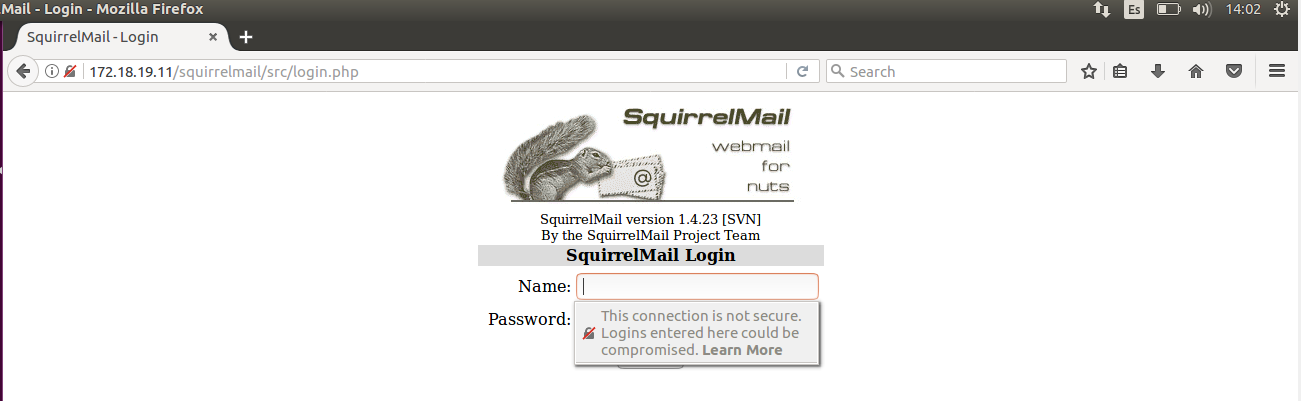 Mail - Login - Mozilla Firefox
Es
14:02
SquirrelMail - Login
172.18.19.11/squirrelmail/src/login.php
Search
SquirrelMail
webmail
for
nuts
@
SquirrelMail version 1.4.23 [SVN]
By the SquirrelMail Project Team
SquirrelMail Login
Name:
Password:
This connection is not secure.
Logins entered here could be
compromised. Learn More